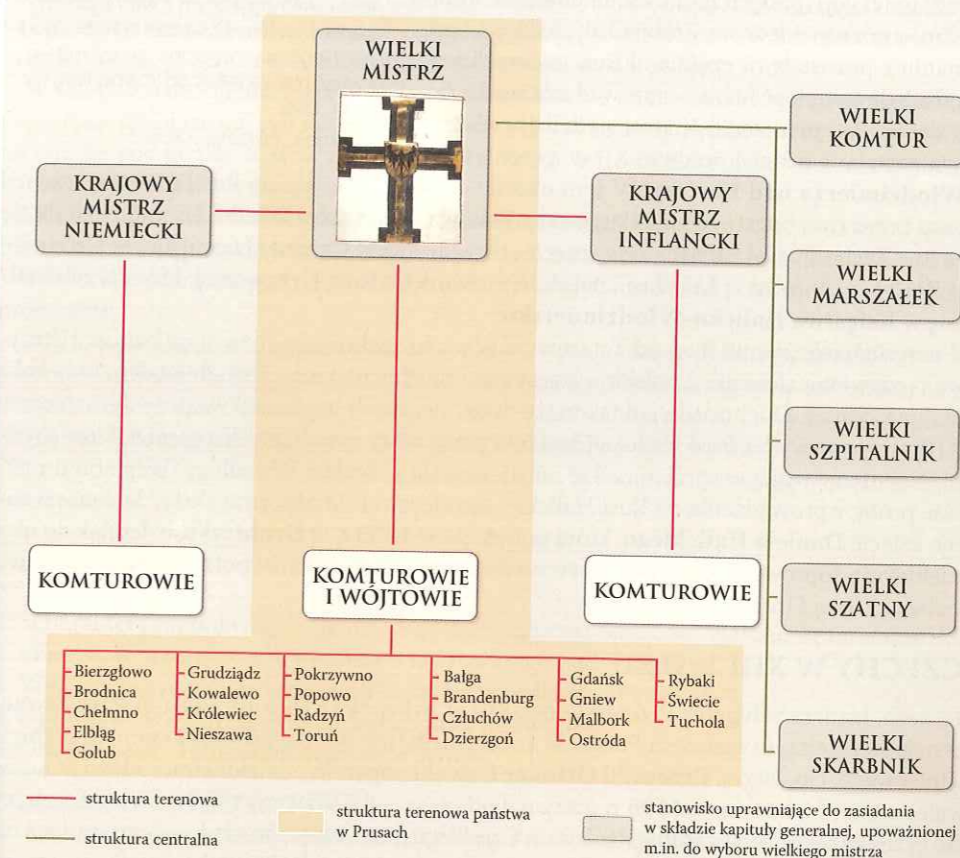 WIELKI
MISTRZ
WIELKI
KOMTUR
KRAJOWY
MISTRZ
NIEMIECKI
KRAJOWY
MISTRZ
INFLANCKI
WIELKI
MARSZAŁEK
WIELKI
SZPITALNIK
KOMTUROWIE
KOMTUROWIE
I WÓJTOWIE
KOMTUROWIE
WIELKI
SZATNY
Bierzgłowo
Brodnica
Chełmno
Elbląg
Golub
Grudziądz
Kowalewo
Królewiec
Nieszawa
Pokrzywno
Popowo
Radzyń
Toruń
Bałga
Brandenburg
Człuchów
Dzierzgoń
Gdańsk
Gniew
Malbork
Ostróda
Rybaki
Świecie
Tuchola
WIELKI
SKARBNIK
struktura terenowa
struktura centralna
struktura terenowa państwa
w Prusach
stanowisko uprawniające do zasiadania
w składzie kapituły generalnej, upoważnionej
m.in. do wyboru wielkiego mistrza